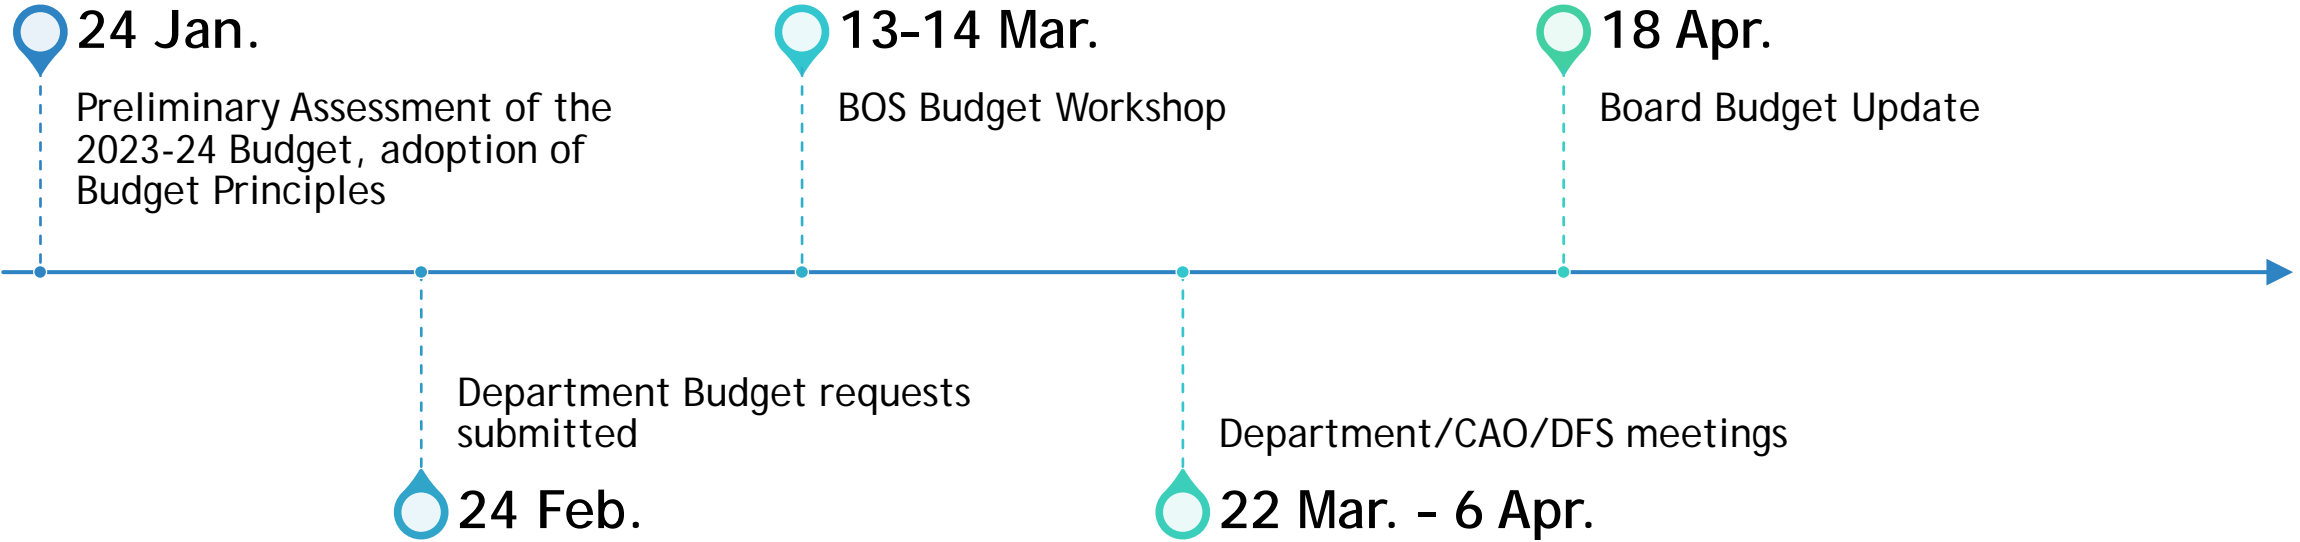 24 Jan.
Preliminary Assessment of the
2023-24 Budget, adoption of
Budget Principles
13-14 Mar.
BOS Budget Workshop
18 Apr.
Board Budget Update
Department Budget requests
submitted
24 Feb.
Department/CAO/DFS meetings
22 Mar. - 6 Apr.